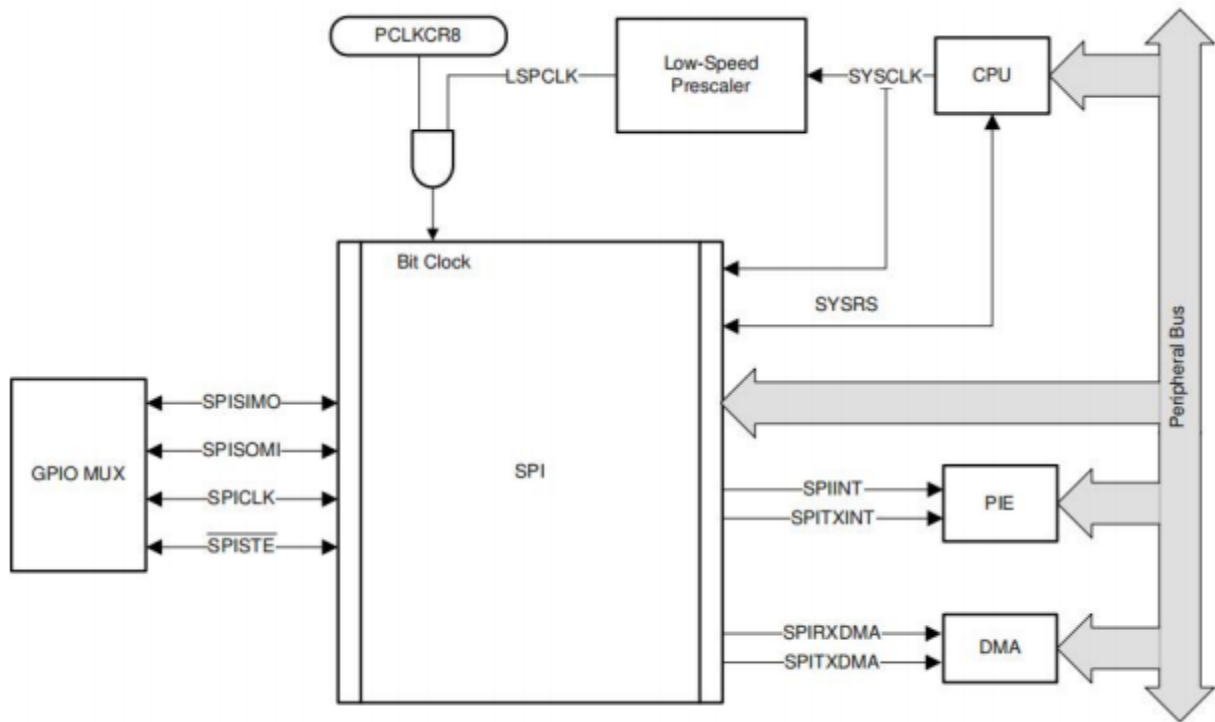 PCLKCR8
LSPCLK
Low-Speed
Prescaler
SYSCLK
CPU
Bit Clock
SYSRS
Peripheral Bus
GPIO MUX
SPISIMO
SPISOMI
SPICLK
SPISTE
SPI
SPIINT
SPITXINT
PIE
SPIRXDMA
SPITXDMA
DMA